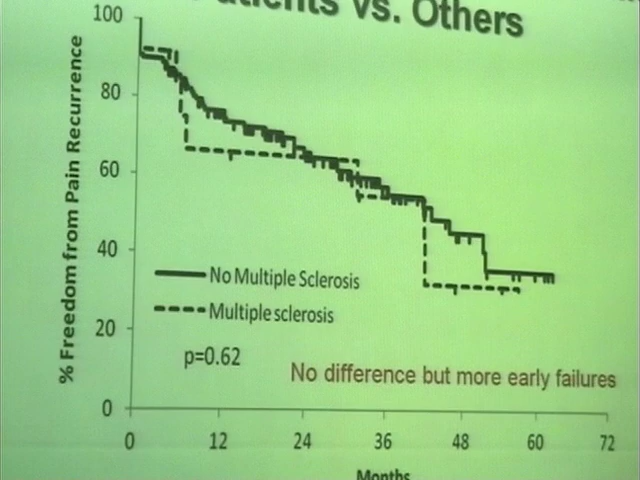 vs. Others
100
80
60
40
20
0
% Freedom from Pain Recurrence
No Multiple Sclerosis
Multiple sclerosis
p=0.62
No difference but more early failures
0 12 24 36 48 60 72
Months